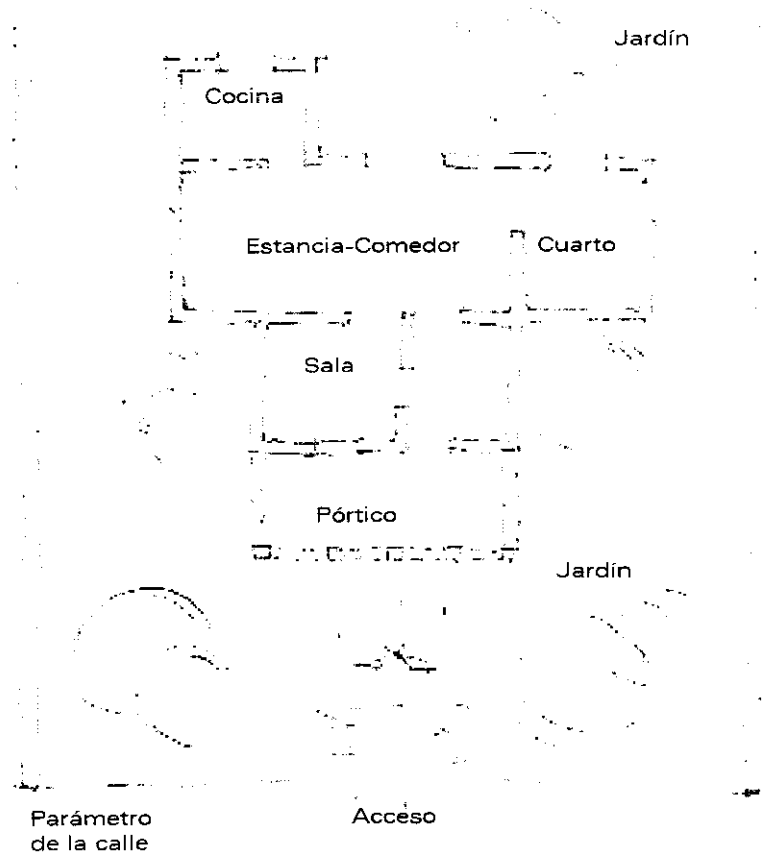 Jardín
Cocina
Estancia-Comedor
Cuarto
Sala
Pórtico
Jardín
Parámetro
de la calle
Acceso